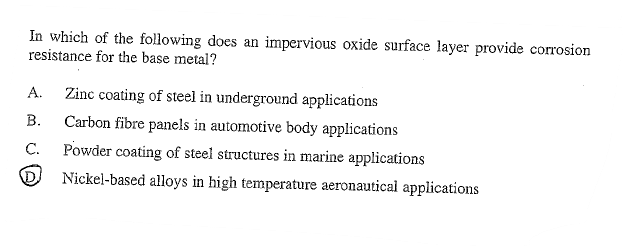 In which of the following does an impervious oxide surface layer provide corrosion
resistance for the base metal?
A. Zinc coating of steel in underground applications
B. Carbon fibre panels in automotive body applications
C. Powder coating of steel structures in marine applications
D Nickel-based alloys in high temperature aeronautical applications